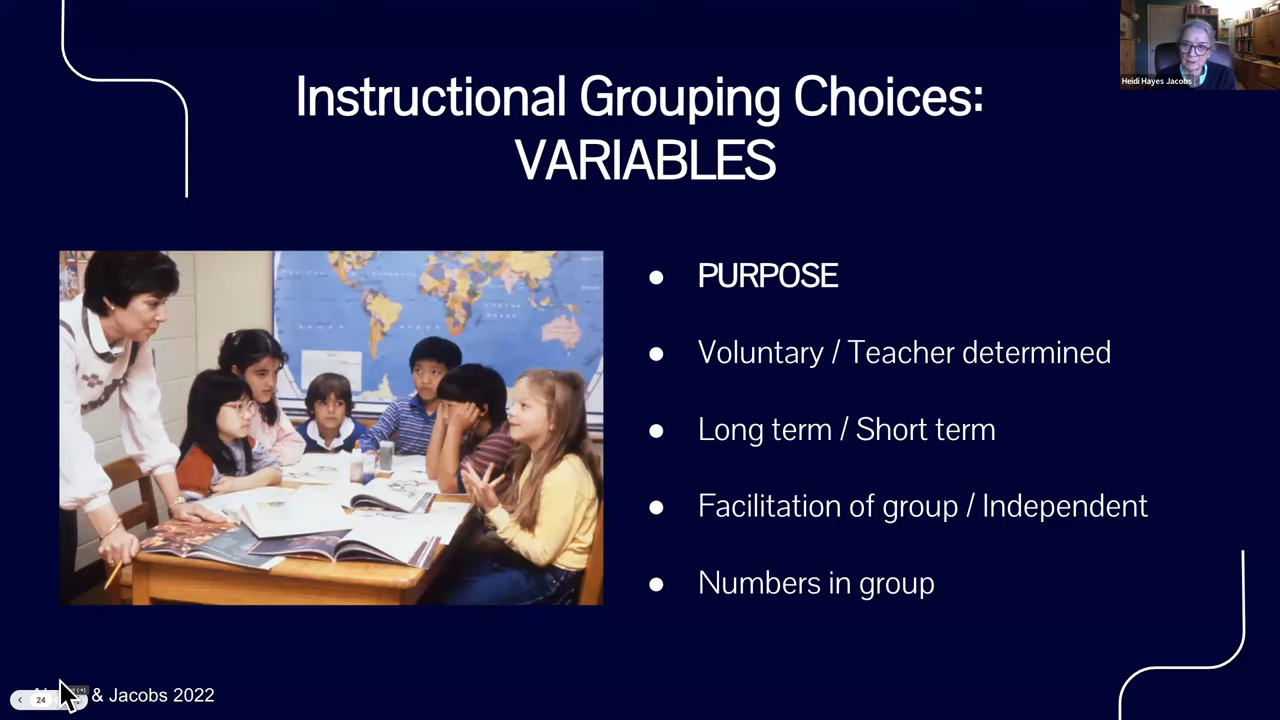 Heidi Hayes Jacobs
Instructional Grouping Choices:
VARIABLES
● PURPOSE
● Voluntary / Teacher determined
● Long term / Short term
● Facilitation of group / Independent
● Numbers in group
& Jacobs 2022
24